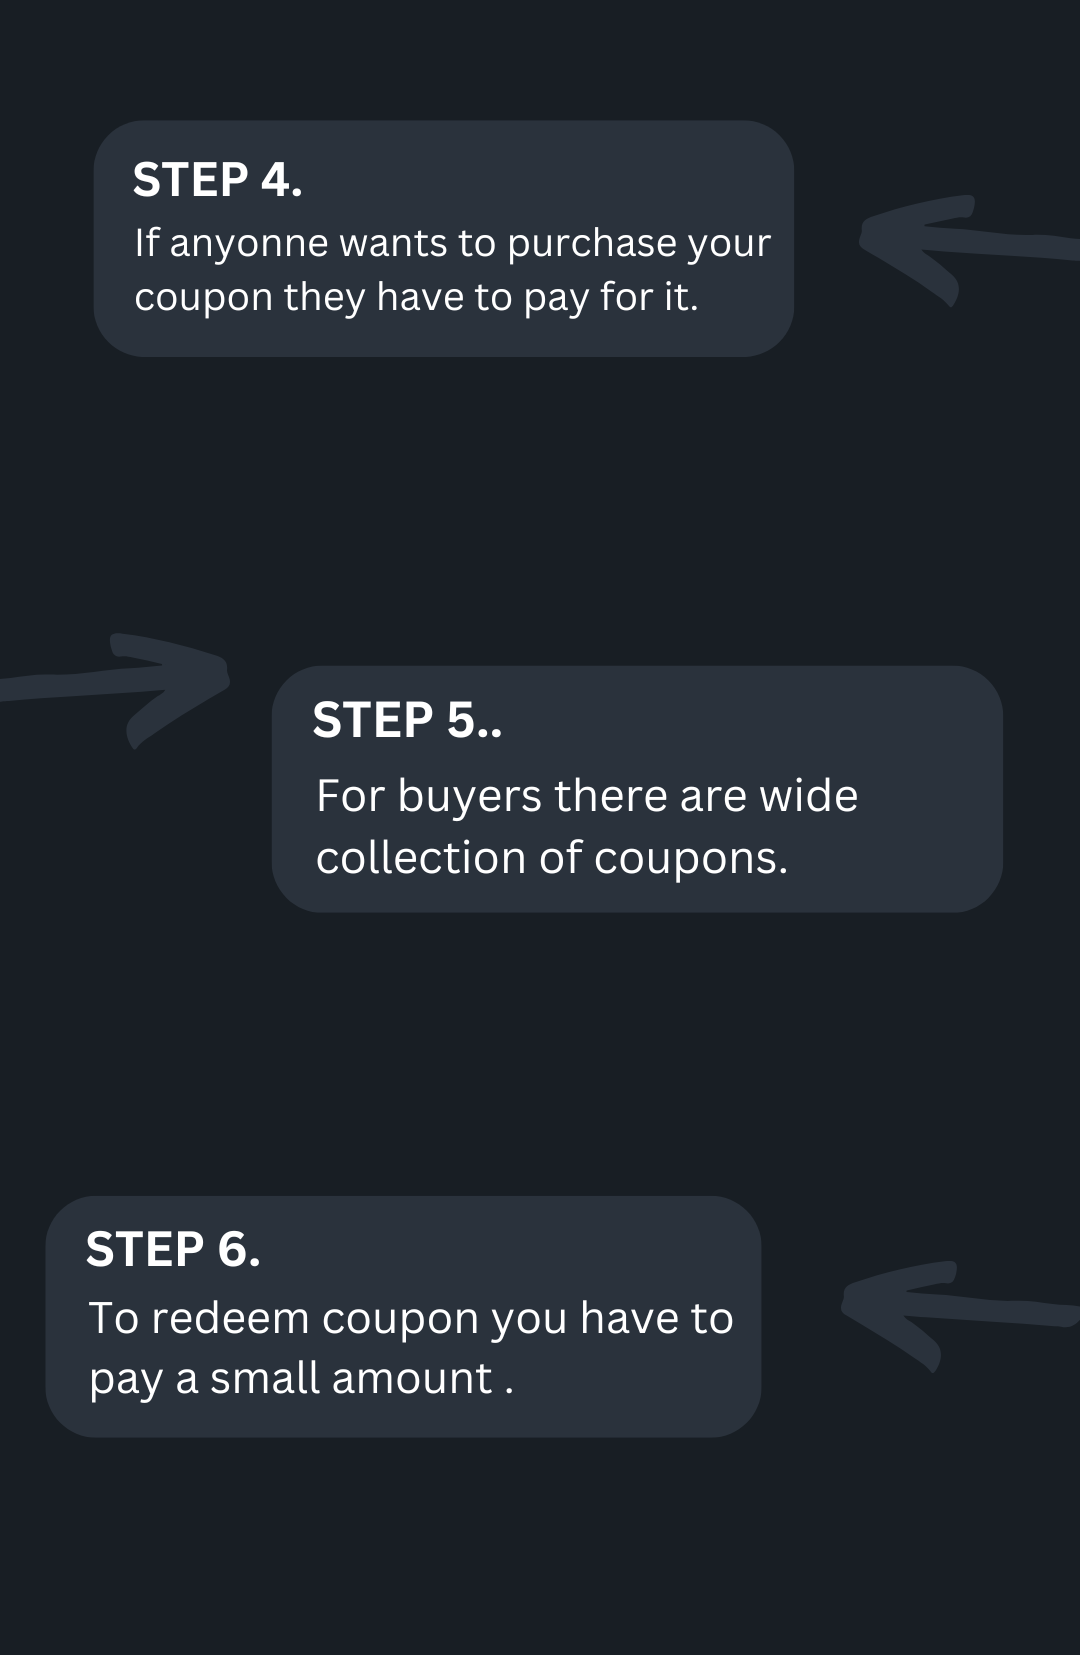 STEP 4.
If anyonne wants to purchase your
coupon they have to pay for it.
STEP 5..
For buyers there are wide
collection of coupons.
STEP 6.
To redeem coupon you have to
pay a small amount .